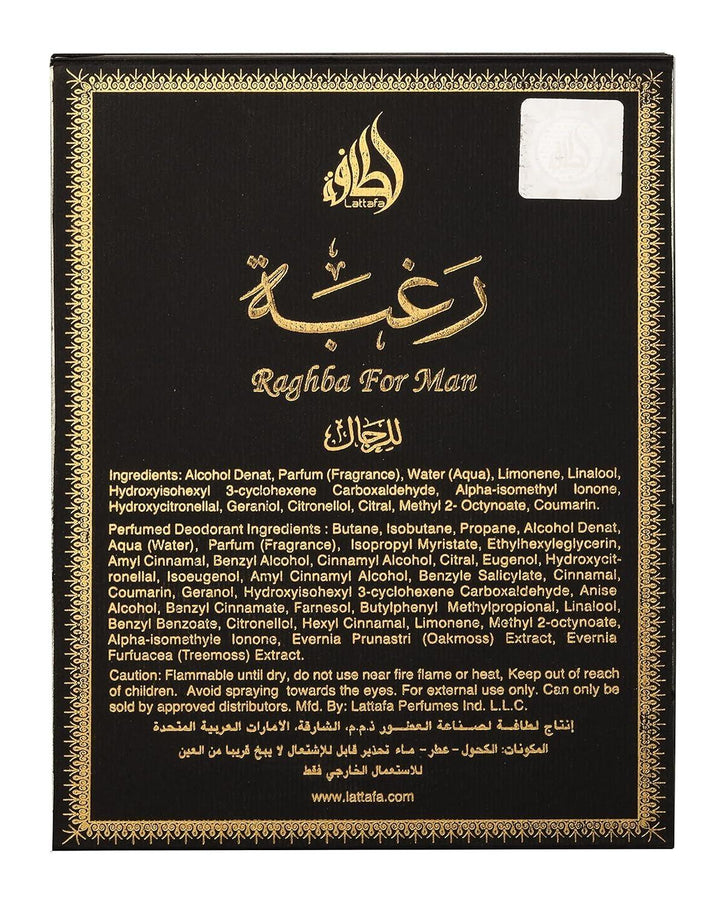 لطافة
Lattafa
رَغبَة
Raghba For Man
للرجال
Ingredients: Alcohol Denat, Parfum (Fragrance), Water (Aqua), Limonene, Linalool,
Hydroxyisohexyl 3-cyclohexene Carboxaldehyde, Alpha-isomethyl Ionone,
Hydroxycitronellal, Geraniol, Citronellol, Citral, Methyl 2- Octynoate, Coumarin.
Perfumed Deodorant Ingredients : Butane, Isobutane, Propane, Alcohol Denat,
Aqua (Water), Parfum (Fragrance), Isopropyl Myristate, Ethylhexyleglycerin,
Amyl Cinnamal, Benzyl Alcohol, Cinnamyl Alcohol, Citral, Eugenol, Hydroxycit-
ronellal, Isoeugenol, Amyl Cinnamyl Alcohol, Benzyle Salicylate, Cinnamal,
Coumarin, Geranol, Hydroxyisohexyl 3-cyclohexene Carboxaldehyde, Anise
Alcohol, Benzyl Cinnamate, Farnesol, Butylphenyl Methylpropional, Linalool,
Benzyl Benzoate, Citronellol, Hexyl Cinnamal, Limonene, Methyl 2-octynoate,
Alpha-isomethyle Ionone, Evernia Prunastri (Oakmoss) Extract, Evernia
Furfuacea (Treemoss) Extract.
Caution: Flammable until dry, do not use near fire flame or heat, Keep out of reach
of children. Avoid spraying towards the eyes. For external use only. Can only be
sold by approved distributors. Mfd. By: Lattafa Perfumes Ind. L.L.C.
إنتاج لطافة لصناعة العطور ذ.م.م. الشارقة، الأمارات العربية المتحدة
المكونات: الكحول - عطر - ماء تحذير قابل للإشتعال لا يبخ قريبا من العين
للاستعمال الخارجي فقط
www.lattafa.com